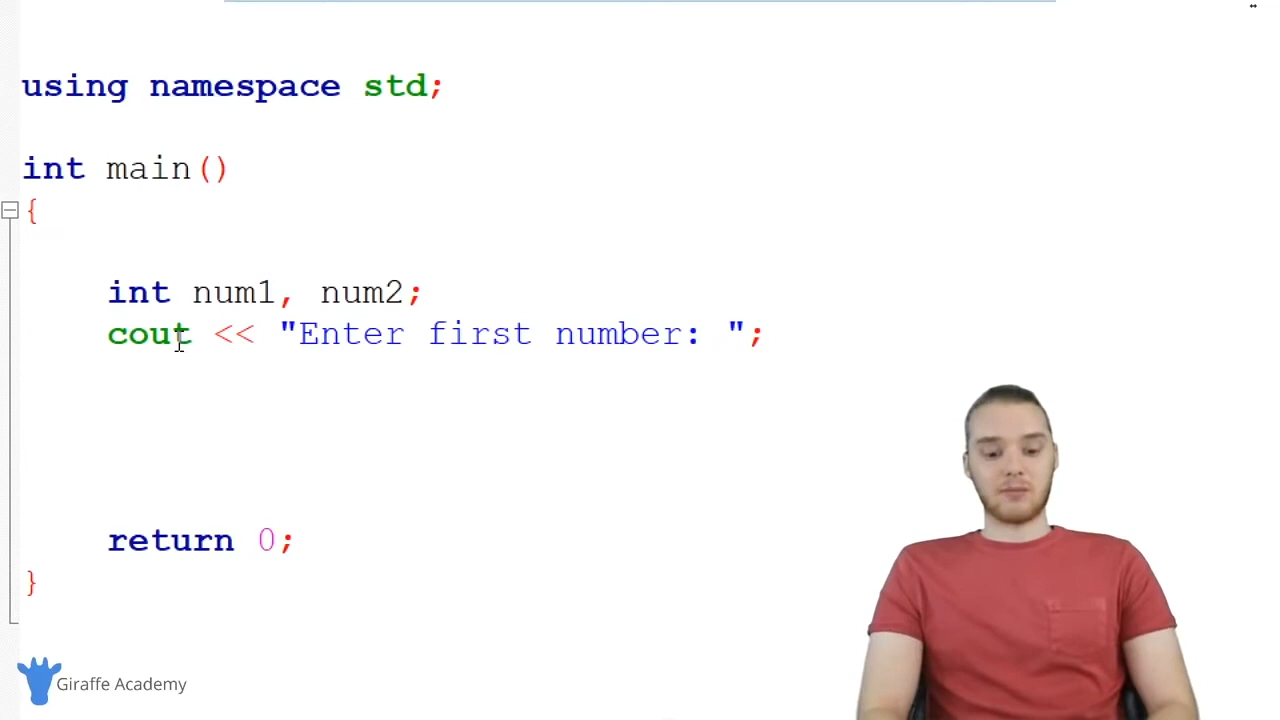 using namespace std;
int main()
{
int num1, num2;
cout << "Enter first number: ";
return 0;
}
Giraffe Academy